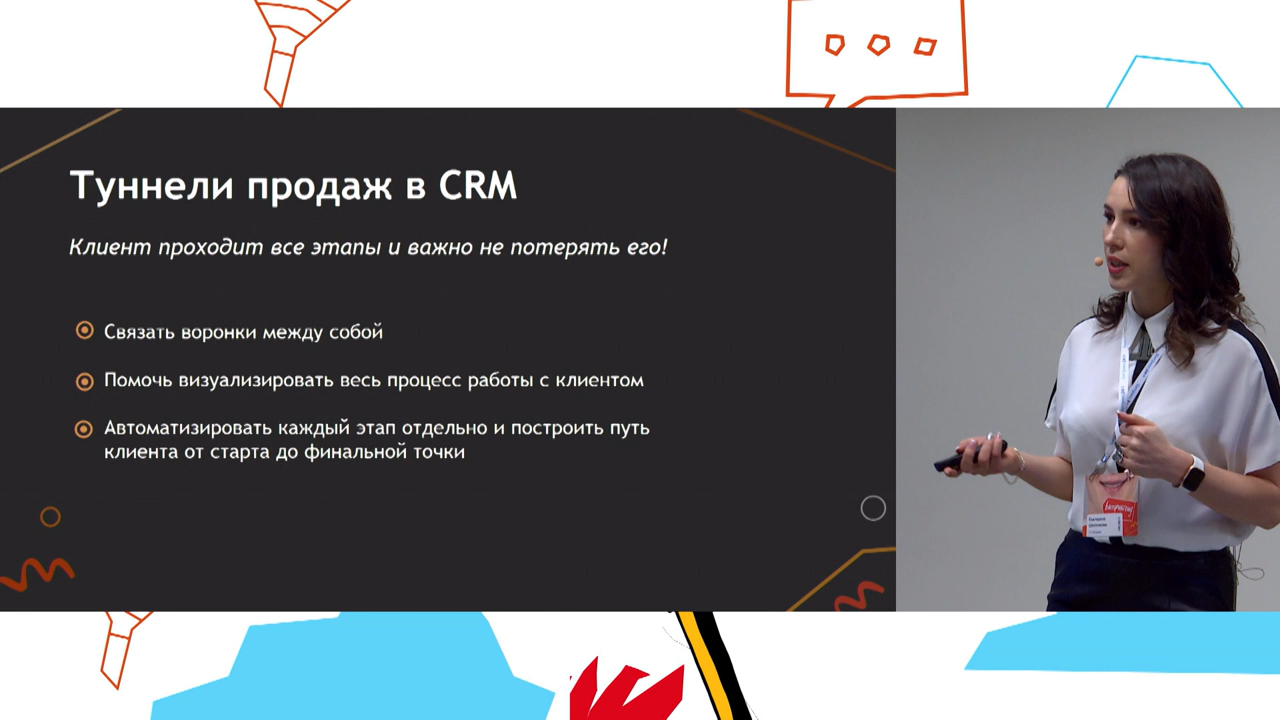 Туннели продаж в CRM
Клиент проходит все этапы и важно не потерять его!
Связать воронки между собой
Помочь визуализировать весь процесс работы с клиентом
Автоматизировать каждый этап отдельно и построить путь
клиента от старта до финальной точки